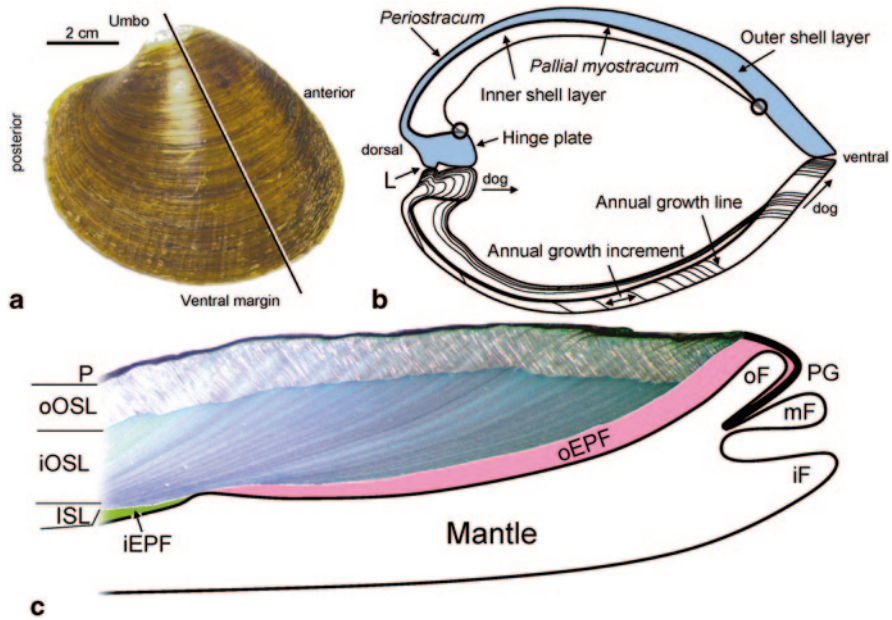 Umbo
2 cm
posterior
anterior
Ventral margin
a
Periostracum
Outer shell layer
Pallial myostracum
Inner shell layer
dorsal
Hinge plate
ventral
L
dog
dog
Annual growth line
Annual growth increment
b
P
oOSL
iOSL
ISL
iEPF
oEPF
oF
PG
mF
iF
Mantle
c